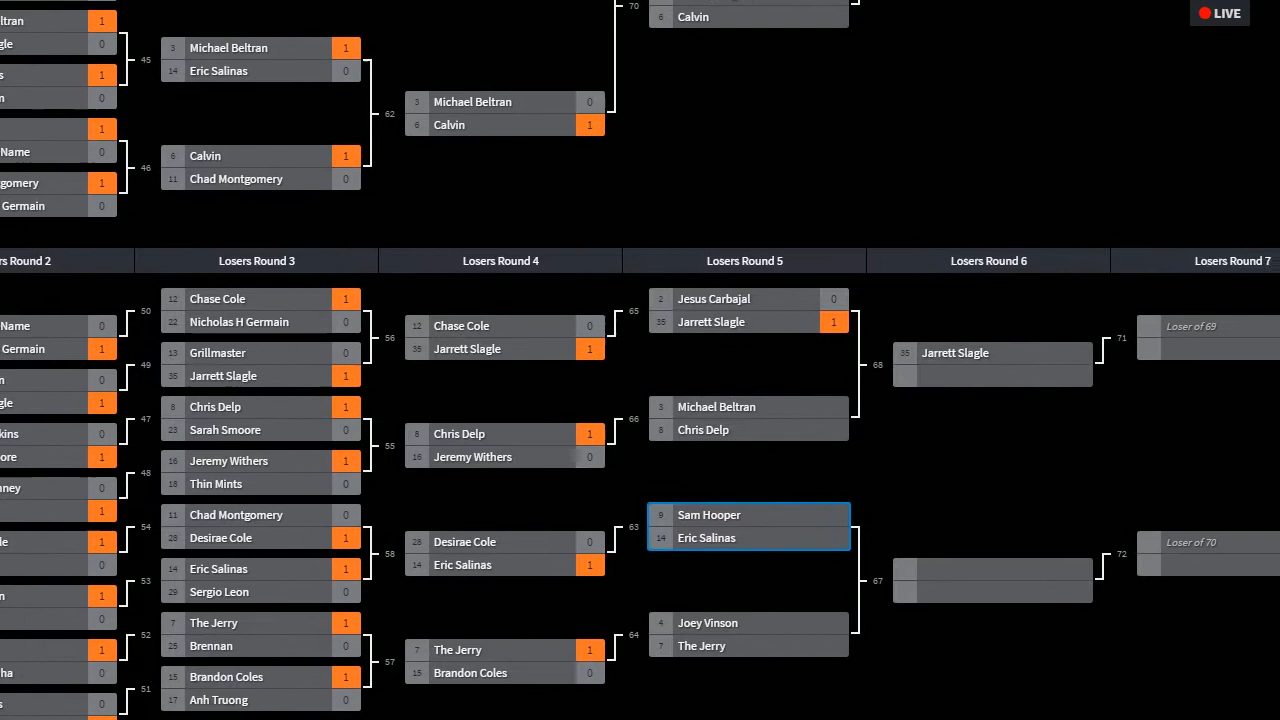 ltran 1
gle 0
s 1
m 0
1
Name 0
gomery 1
Germain 0
45
46
3 Michael Beltran 1
14 Eric Salinas 0
6 Calvin 1
11 Chad Montgomery 0
62
3 Michael Beltran 0
6 Calvin 1
70
6 Calvin
LIVE
rs Round 2
Losers Round 3
Losers Round 4
Losers Round 5
Losers Round 6
Losers Round 7
Name 0
Germain 1
n 0
gle 1
kins 0
ore 1
nney 0
1
le 1
0
n 1
0
1
ha 0
s 0
50
49
47
48
54
53
52
51
12 Chase Cole 1
22 Nicholas H Germain 0
13 Grillmaster 0
35 Jarrett Slagle 1
8 Chris Delp 1
23 Sarah Smoore 0
16 Jeremy Withers 1
18 Thin Mints 0
11 Chad Montgomery 0
28 Desirae Cole 1
14 Eric Salinas 1
29 Sergio Leon 0
7 The Jerry 1
25 Brennan 0
15 Brandon Coles 1
17 Anh Truong 0
56
55
58
57
12 Chase Cole 0
35 Jarrett Slagle 1
8 Chris Delp 1
16 Jeremy Withers 0
28 Desirae Cole 0
14 Eric Salinas 1
7 The Jerry 1
15 Brandon Coles 0
65
66
63
64
2 Jesus Carbajal 0
35 Jarrett Slagle 1
3 Michael Beltran
8 Chris Delp
9 Sam Hooper
14 Eric Salinas
4 Joey Vinson
7 The Jerry
68
67
35 Jarrett Slagle
71
72
Loser of 69
Loser of 70